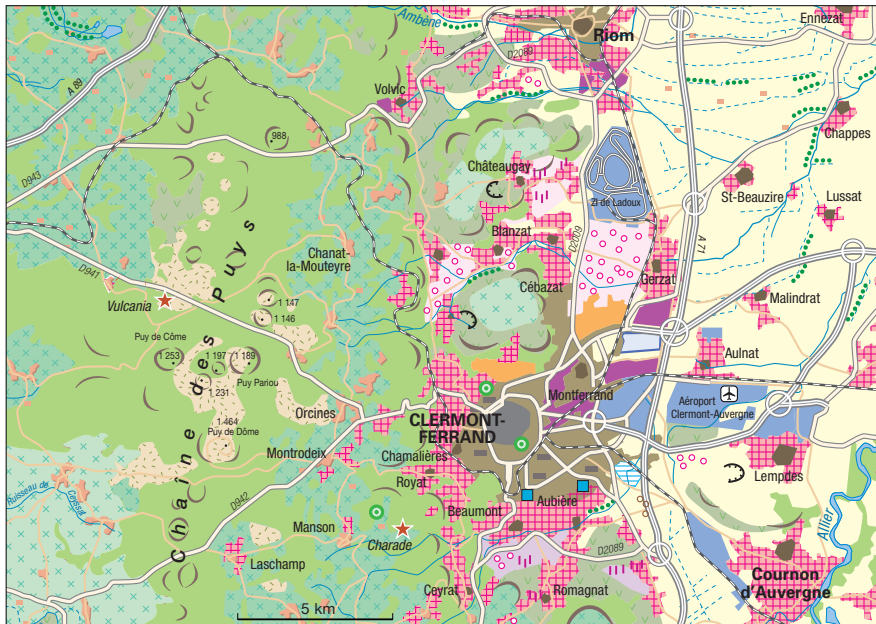 Ambène
Riom
Ennezat
D2089
A 89
Volvic
988
Chappes
D943
Châteaugay
ZI de Ladoux
St-Beauzire
Lussat
Blanzat
D2009
A 71
Chanat-
la-Mouteyre
D941
Gerzat
Cébazat
Malindrat
Vulcania
1 147
1 146
Puy de Côme
1 253
1 197
1 189
Aulnat
Puy Pariou
1 231
Montferrand
Aéroport
Clermont-Auvergne
Orcines
CLERMONT-
FERRAND
1 464
Puy de Dôme
Chaîne des Puys
Montrodeix
Chamalières
Royat
Lempdes
Ruisseau de
D942
Aubière
Beaumont
Allier
Manson
Charade
D2089
Laschamp
Cournon
d'Auvergne
Ceyrat
Romagnat
5 km